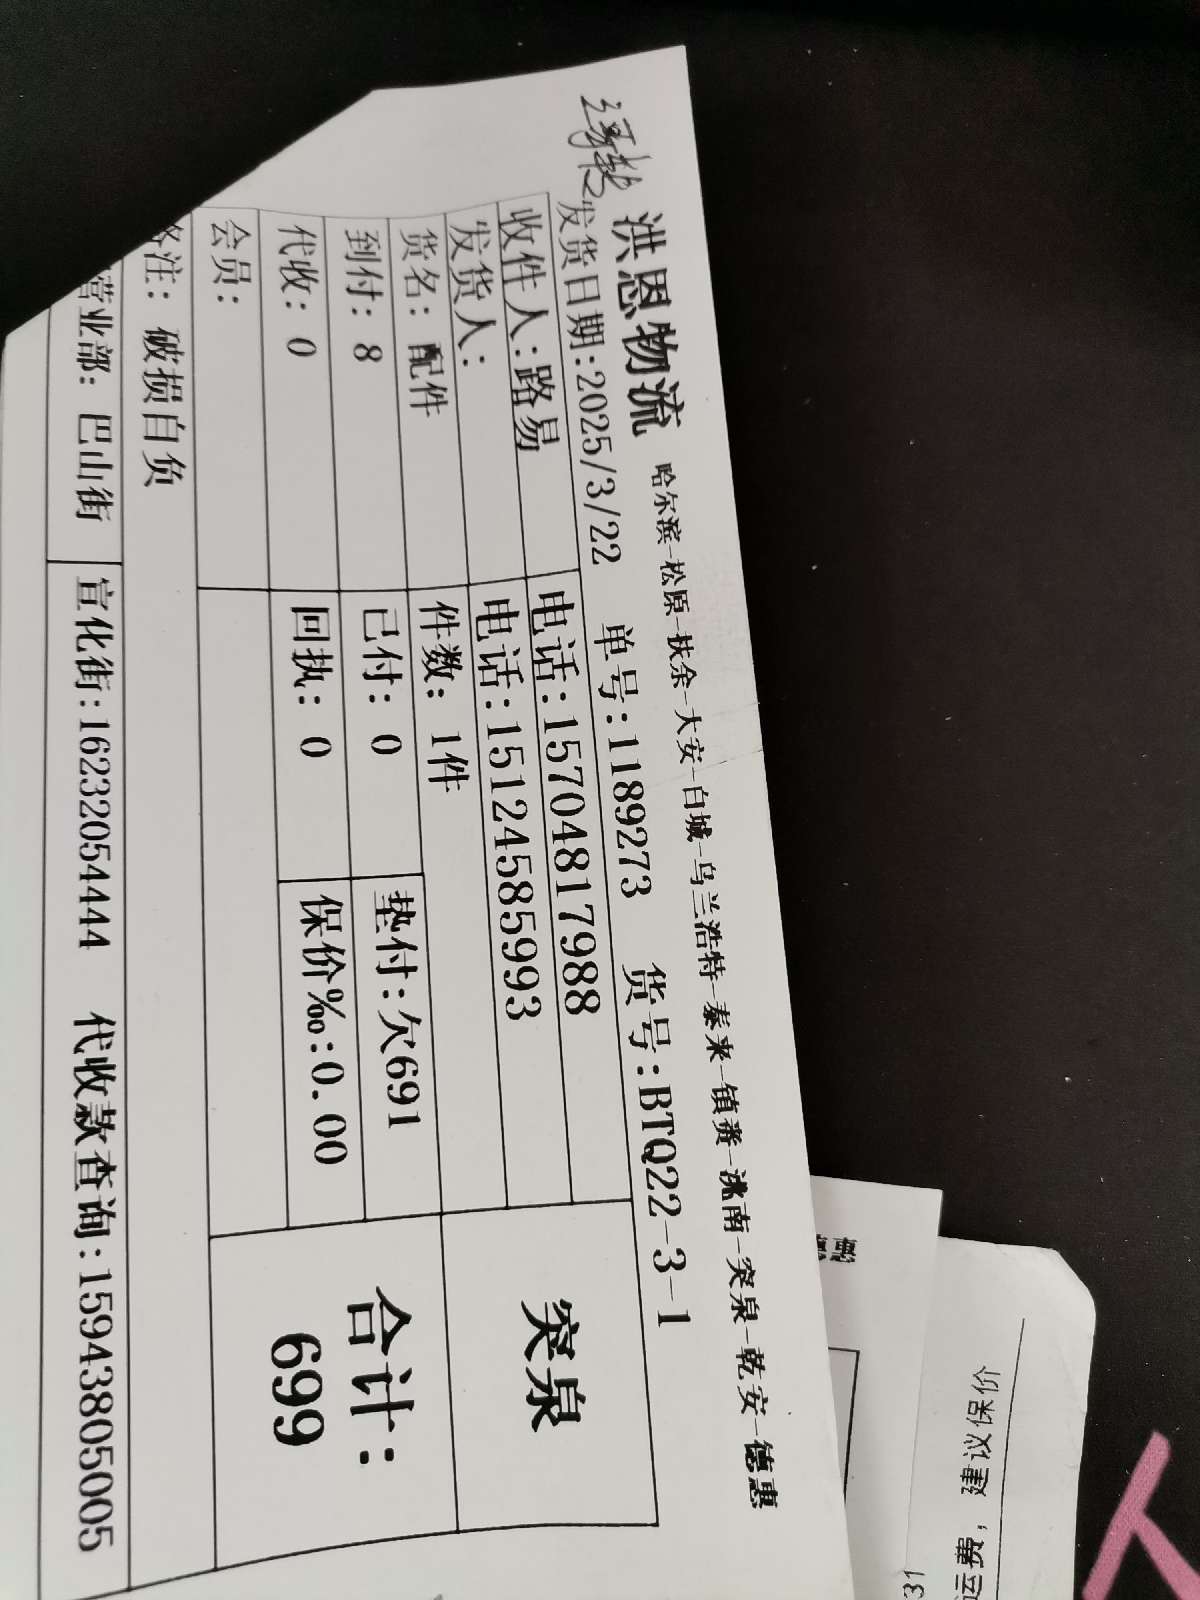 洪恩物流 哈尔滨-松原-扶余-大安-白城-乌兰浩特-泰来-镇赉-洮南-突泉-乾安-德惠
发货日期:2025/3/22 单号:1189273 货号:BTQ22-3-1
收件人:路易 电话:15704817988 突泉
发货人: 电话:15124585993
货名: 配件 件数: 1件
到付: 8 已付: 0 垫付:欠691 合计:
代收: 0 回执: 0 保价‰:0.00 699
会员:
备注: 破损自负
营业部: 巴山街 宣化街:16232054444 代收款查询:15943805005
德惠
运费, 建议保价
31